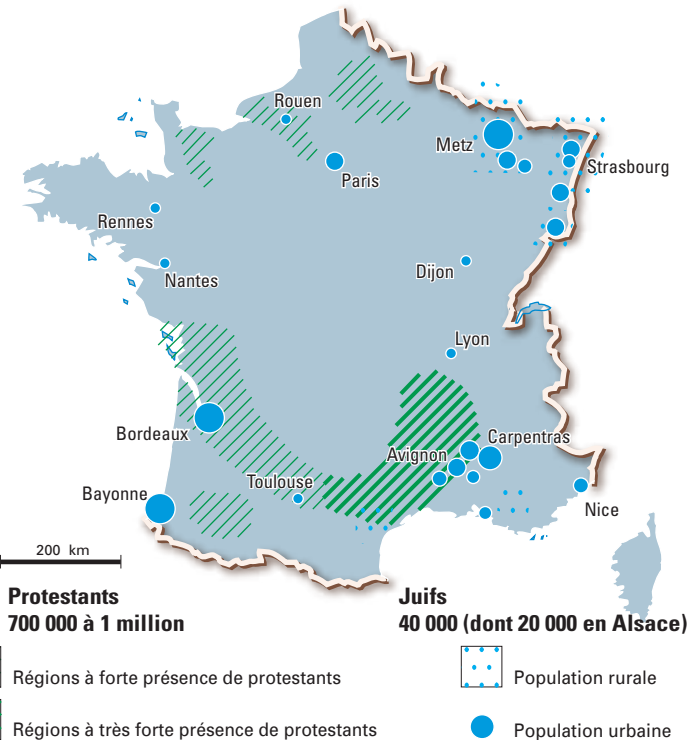 Rouen
Metz
Paris
Strasbourg
Rennes
Nantes
Dijon
Lyon
Bordeaux
Carpentras
Avignon
Toulouse
Bayonne
Nice
200 km
Protestants
700 000 à 1 million
Régions à forte présence de protestants
Régions à très forte présence de protestants
Juifs
40 000 (dont 20 000 en Alsace)
Population rurale
Population urbaine